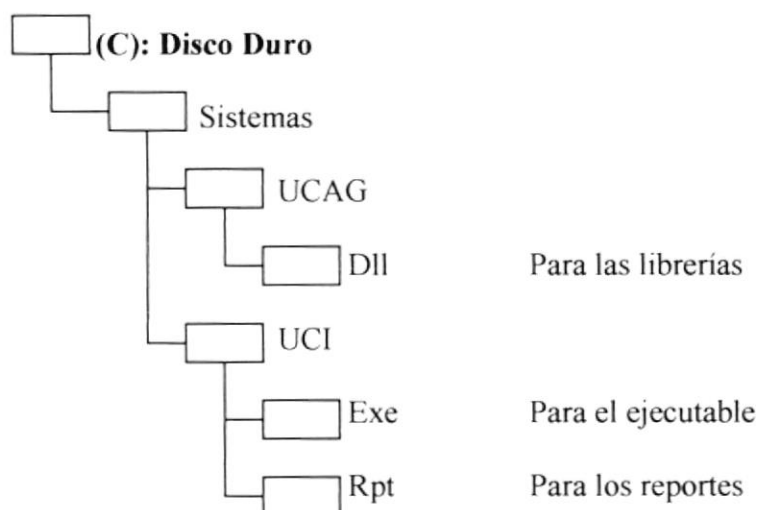 (C): Disco Duro
Sistemas
UCAG
Dll Para las librerías
UCI
Exe Para el ejecutable
Rpt Para los reportes